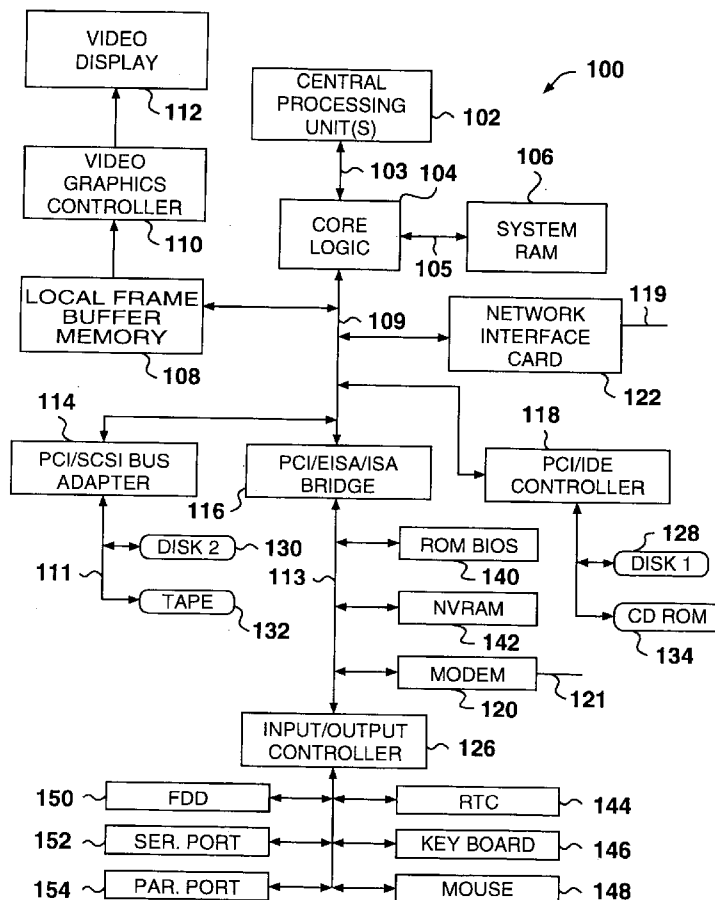 VIDEO
DISPLAY
112
CENTRAL
PROCESSING
UNIT(S)
102
100
103
104
VIDEO
GRAPHICS
CONTROLLER
110
CORE
LOGIC
105
106
SYSTEM
RAM
LOCAL FRAME
BUFFER
MEMORY
108
109
NETWORK
INTERFACE
CARD
119
122
114
PCI/SCSI BUS
ADAPTER
PCI/EISA/ISA
BRIDGE
116
118
PCI/IDE
CONTROLLER
111
DISK 2
130
TAPE
132
113
ROM BIOS
140
NVRAM
142
MODEM
120
121
128
DISK 1
CD ROM
134
INPUT/OUTPUT
CONTROLLER
126
150
FDD
RTC
144
152
SER. PORT
KEY BOARD
146
154
PAR. PORT
MOUSE
148